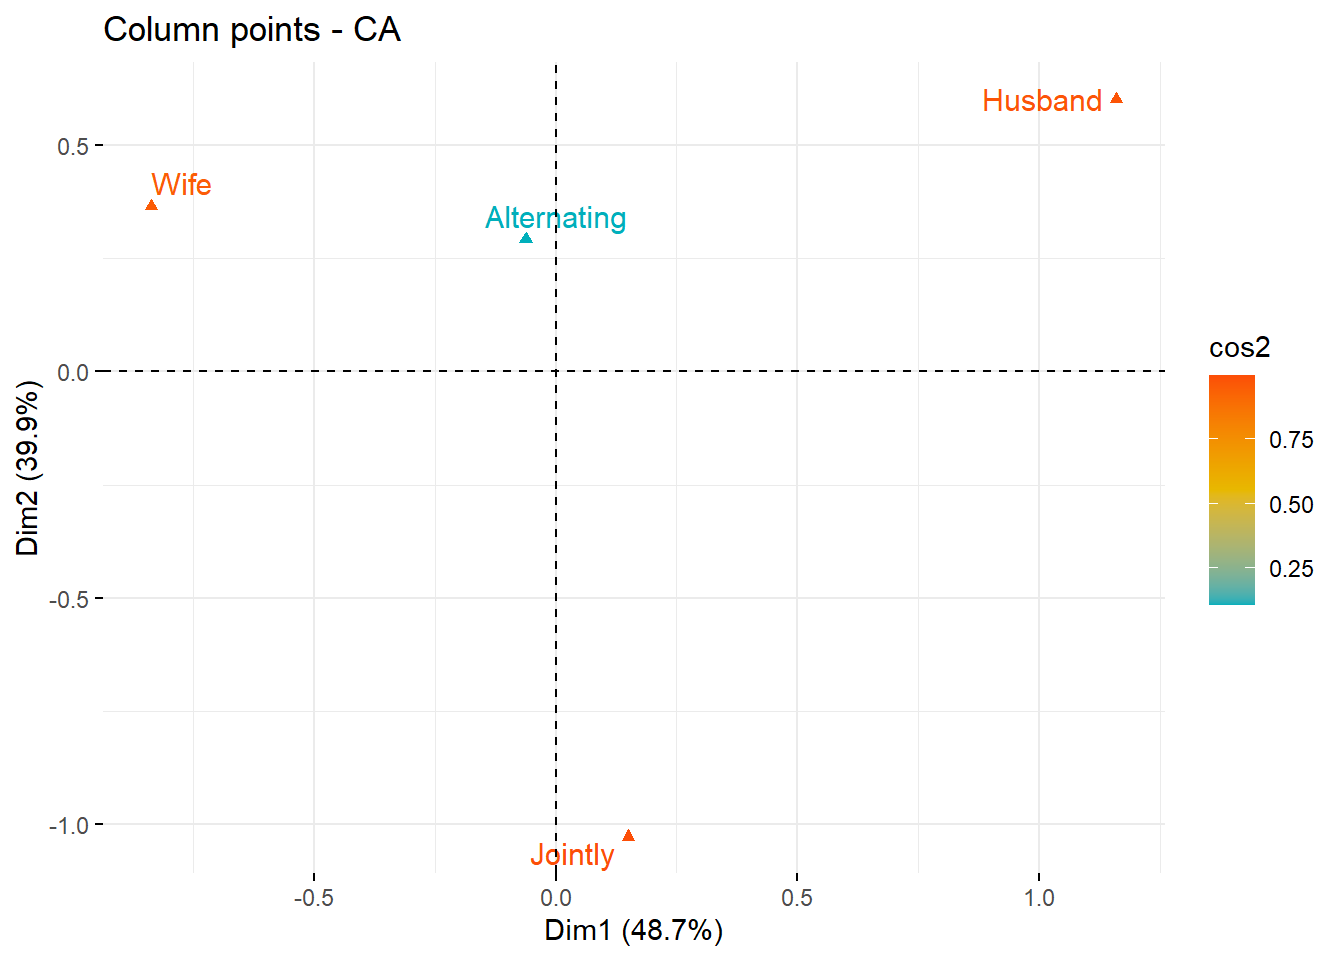 Column points - CA
Husband
0.5
Wife
Alternating
cos2
0.0
0.75
0.50
0.25
Dim2 (39.9%)
-0.5
-1.0
Jointly
-0.5
0.0
0.5
1.0
Dim1 (48.7%)